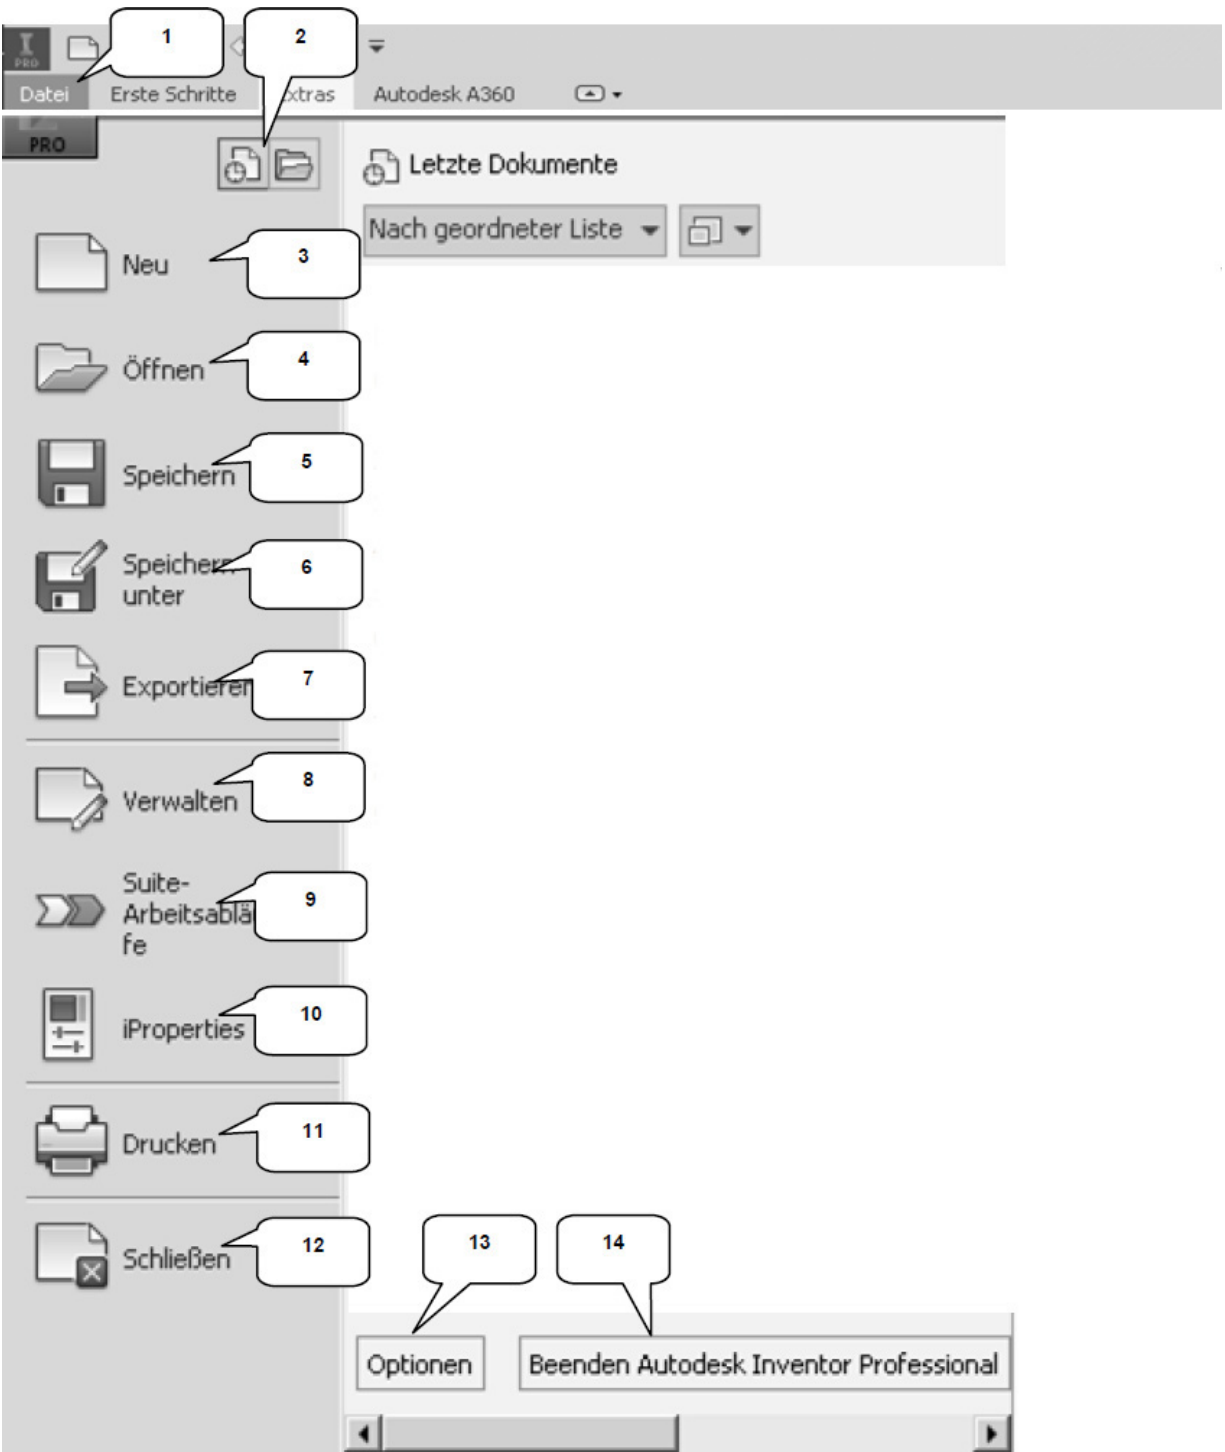 1
2
PRO
Datei Erste Schritte Extras Autodesk A360
PRO
Letzte Dokumente
Nach geordneter Liste
Neu
3
Öffnen
4
Speichern
5
Speichern
unter
6
Exportieren
7
Verwalten
8
Suite-
Arbeitsablä
fe
9
iProperties
10
Drucken
11
Schließen
12
13
14
Optionen
Beenden Autodesk Inventor Professional